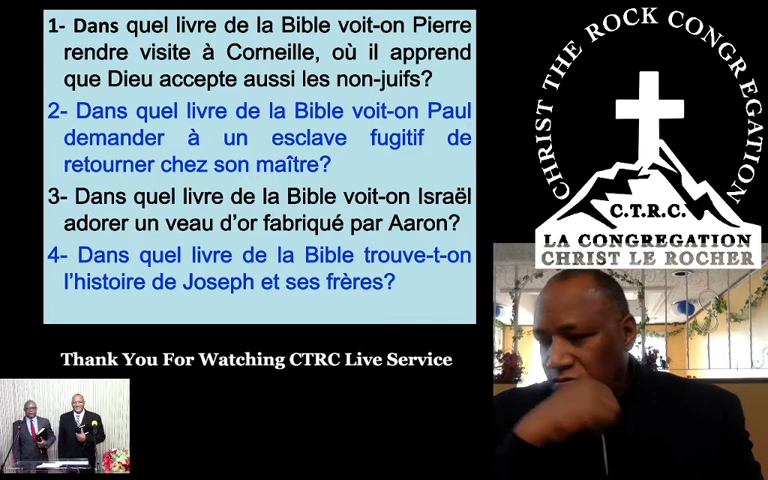 1- Dans quel livre de la Bible voit-on Pierre
rendre visite à Corneille, où il apprend
que Dieu accepte aussi les non-juifs?
2- Dans quel livre de la Bible voit-on Paul
demander à un esclave fugitif de
retourner chez son maître?
3- Dans quel livre de la Bible voit-on Israël
adorer un veau d'or fabriqué par Aaron?
4- Dans quel livre de la Bible trouve-t-on
l'histoire de Joseph et ses frères?
Thank You For Watching CTRC Live Service
CHRIST THE ROCK CONGREGATION
C.T.R.C.
LA CONGREGATION
CHRIST LE ROCHER